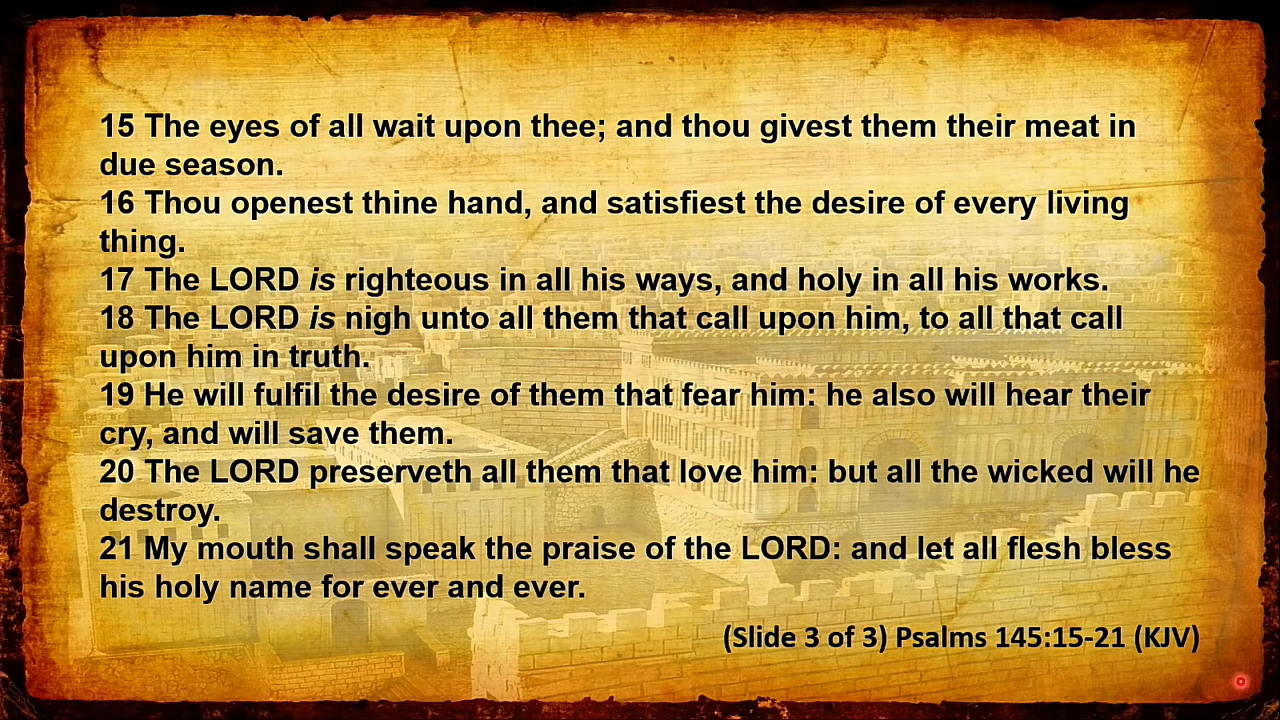 15 The eyes of all wait upon thee; and thou givest them their meat in
due season.
16 Thou openest thine hand, and satisfiest the desire of every living
thing.
17 The LORD is righteous in all his ways, and holy in all his works.
18 The LORD is nigh unto all them that call upon him, to all that call
upon him in truth.
19 He will fulfil the desire of them that fear him: he also will hear their
cry, and will save them.
20 The LORD preserveth all them that love him: but all the wicked will he
destroy.
21 My mouth shall speak the praise of the LORD: and let all flesh bless
his holy name for ever and ever.
(Slide 3 of 3) Psalms 145:15-21 (KJV)